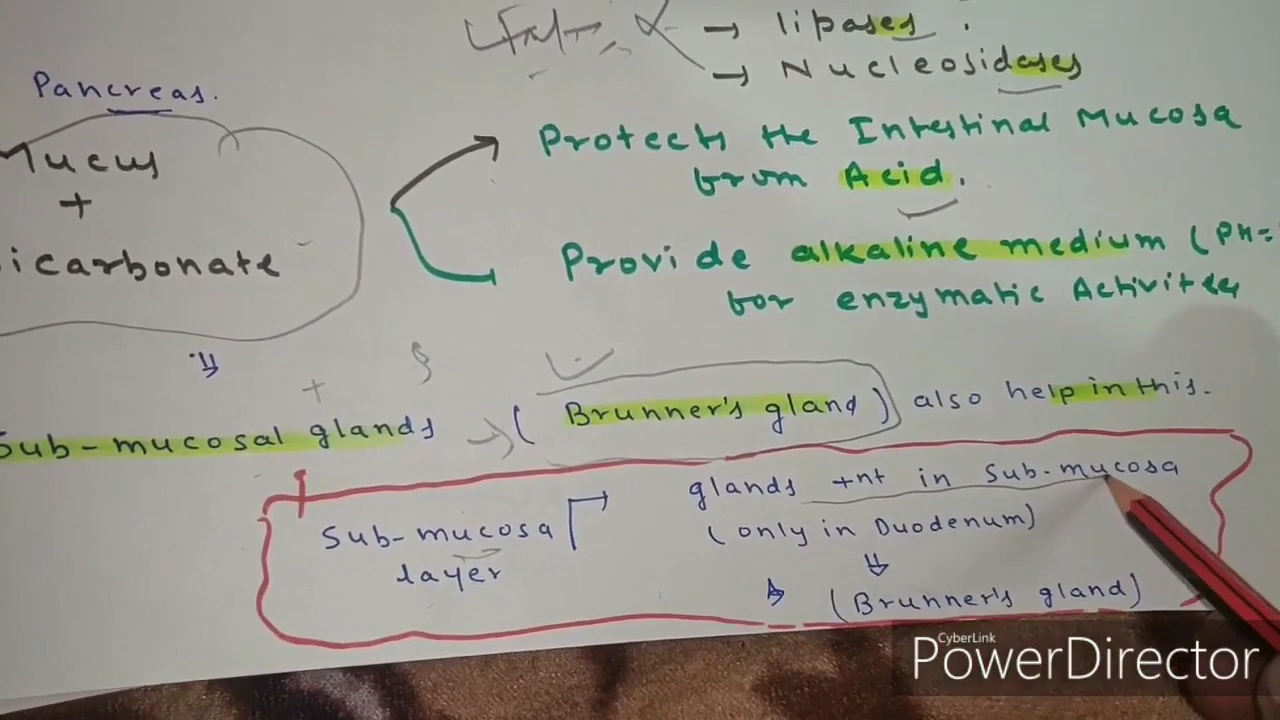 → lipases.
→ Nucleosidases
Pancreas.
Mucus
+
icarbonate
Protects the Intestinal Mucosa
from Acid.
Provide alkaline medium (PH=
for enzymatic Activites
+
Sub-mucosal glands → (Brunner's gland) also help in this.
Sub-mucosa
layer
glands +nt in Sub-mucosa
(only in Duodenum)
(Brunner's gland)
CyberLink
PowerDirector